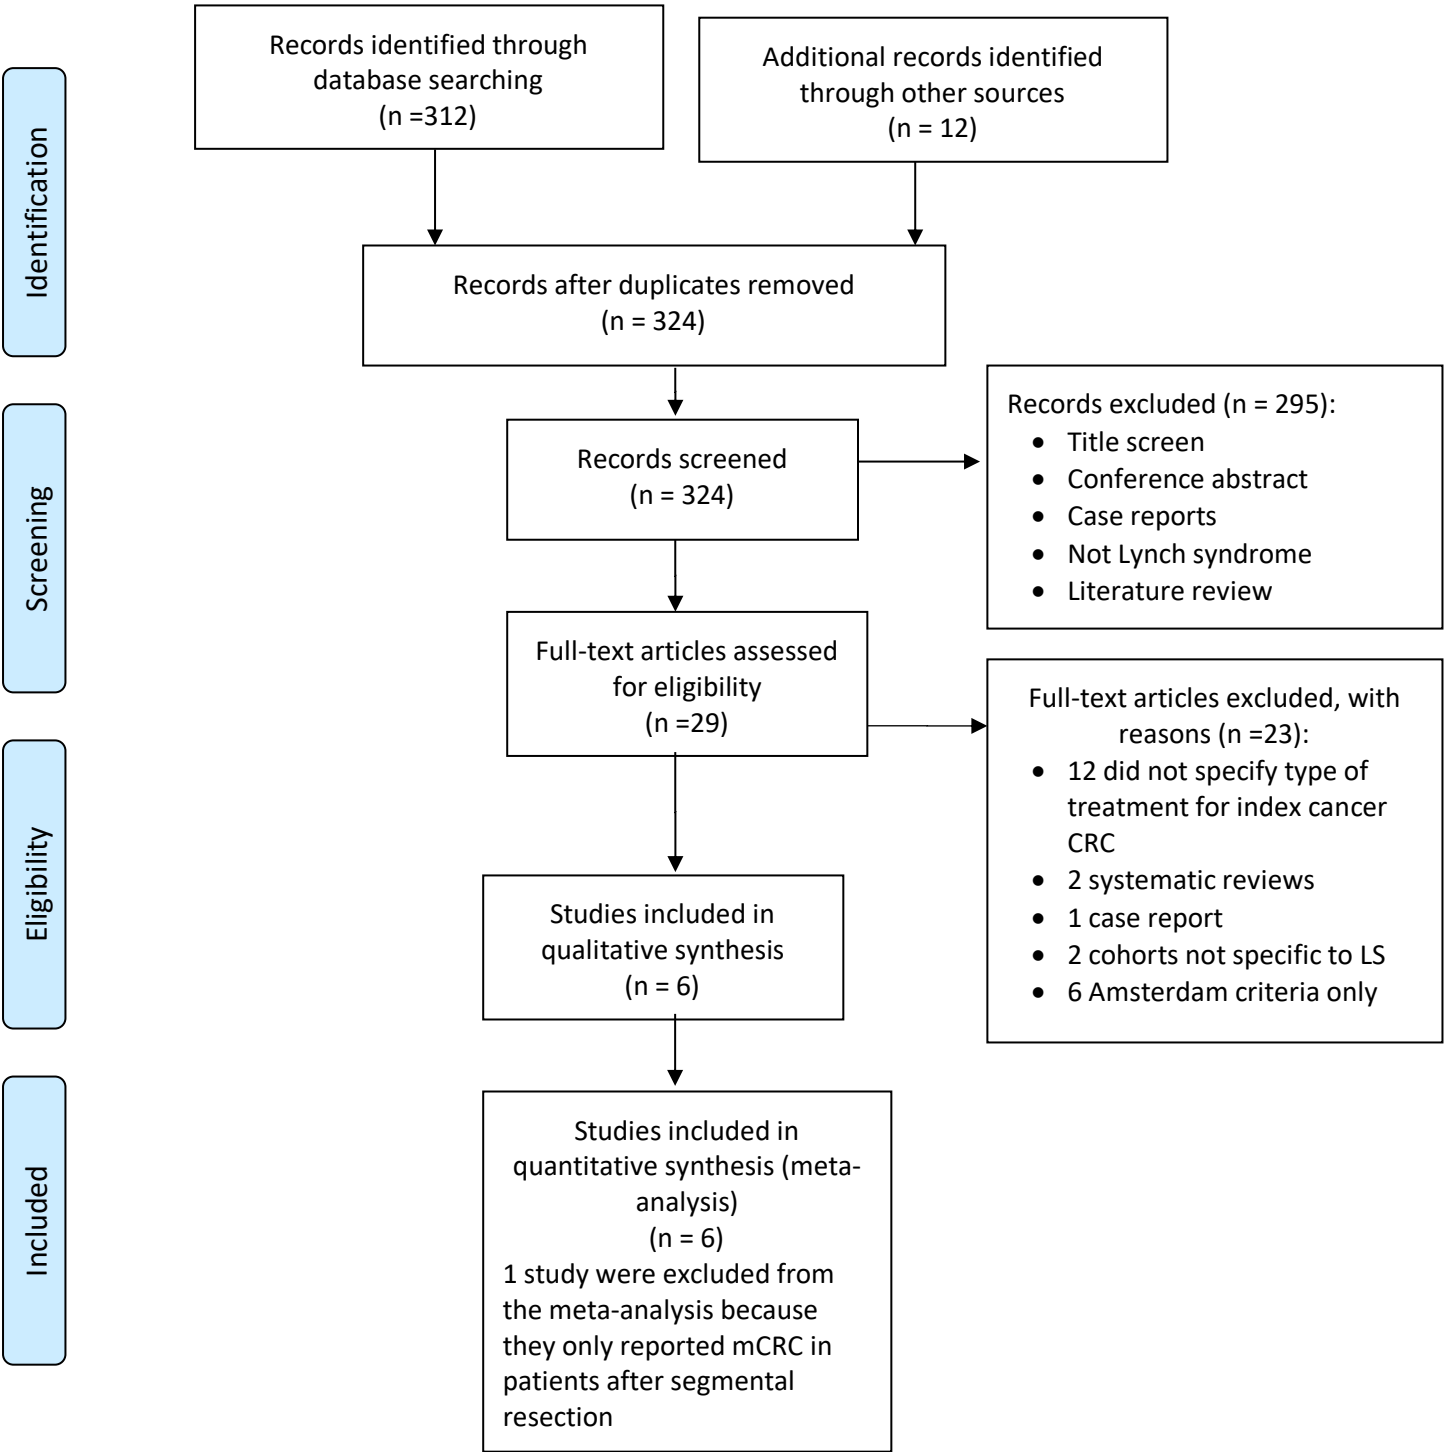 Identification
Records identified through
database searching
(n =312)
Additional records identified
through other sources
(n = 12)
Records after duplicates removed
(n = 324)
Screening
Records screened
(n = 324)
Records excluded (n = 295):
• Title screen
• Conference abstract
• Case reports
• Not Lynch syndrome
• Literature review
Eligibility
Full-text articles assessed
for eligibility
(n =29)
Full-text articles excluded, with
reasons (n =23):
• 12 did not specify type of
treatment for index cancer
CRC
• 2 systematic reviews
• 1 case report
• 2 cohorts not specific to LS
• 6 Amsterdam criteria only
Studies included in
qualitative synthesis
(n = 6)
Included
Studies included in
quantitative synthesis (meta-
analysis)
(n = 6)
1 study were excluded from
the meta-analysis because
they only reported mCRC in
patients after segmental
resection